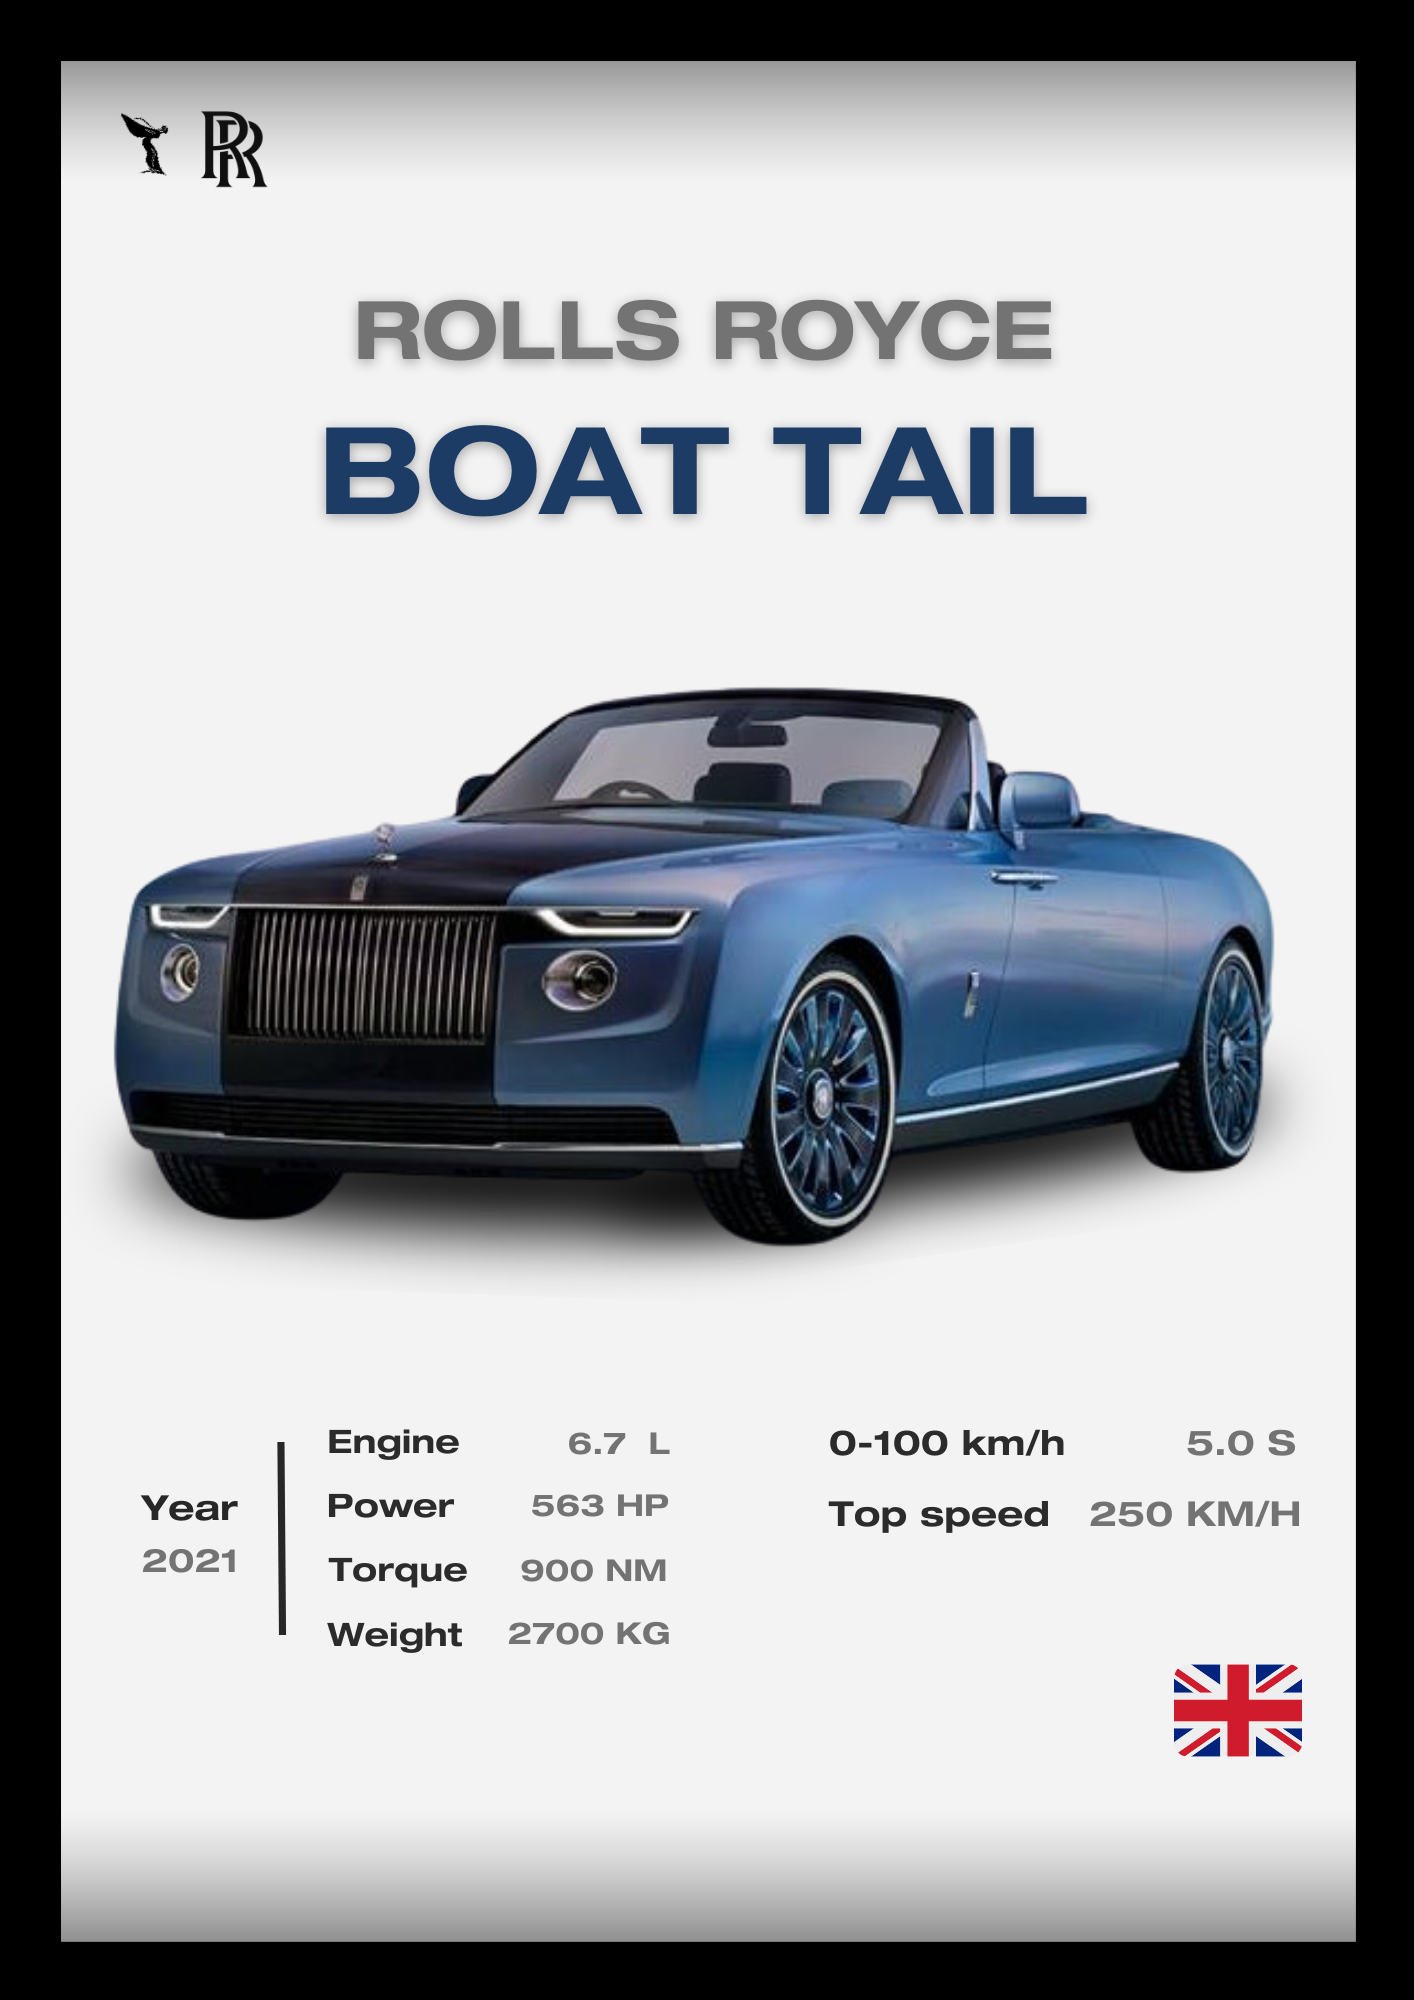 RR
ROLLS ROYCE
BOAT TAIL
Year
2021
Engine 6.7 L
Power 563 HP
Torque 900 NM
Weight 2700 KG
0-100 km/h 5.0 S
Top speed 250 KM/H